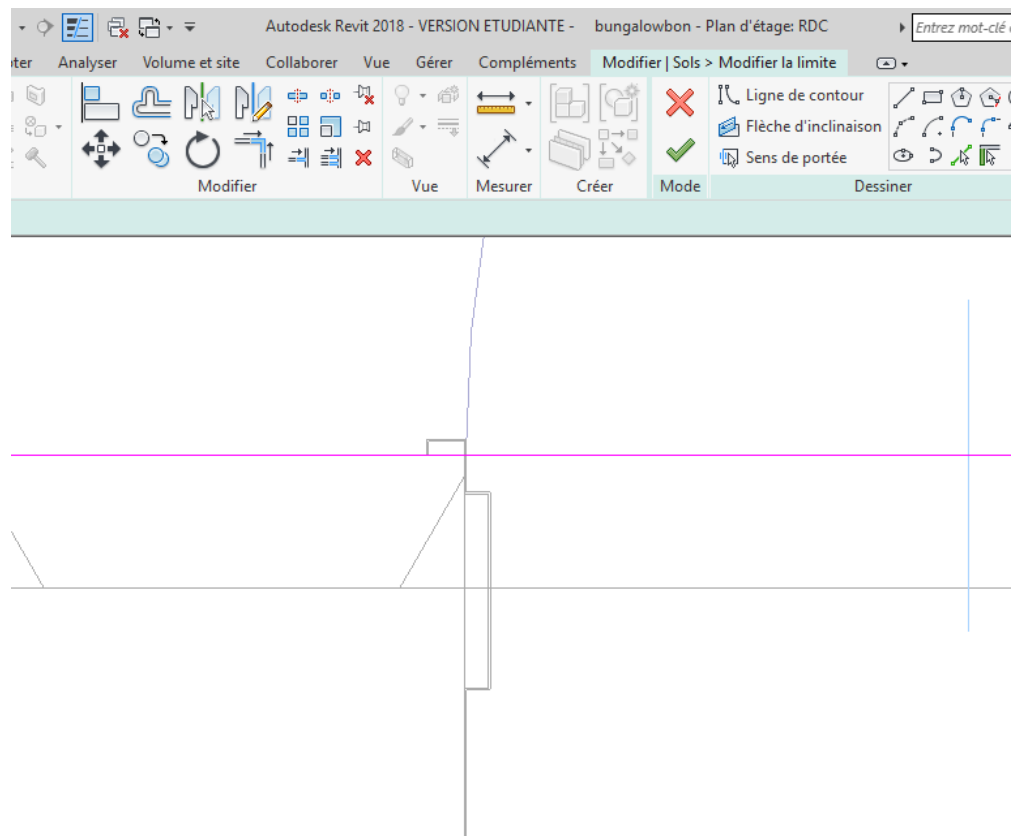 Autodesk Revit 2018 - VERSION ETUDIANTE - bungalowbon - Plan d'étage: RDC
Entrez mot-clé
Analyser Volume et site Collaborer Vue Gérer Compléments Modifier | Sols > Modifier la limite
Ligne de contour
Flèche d'inclinaison
Sens de portée
Modifier Vue Mesurer Créer Mode Dessiner